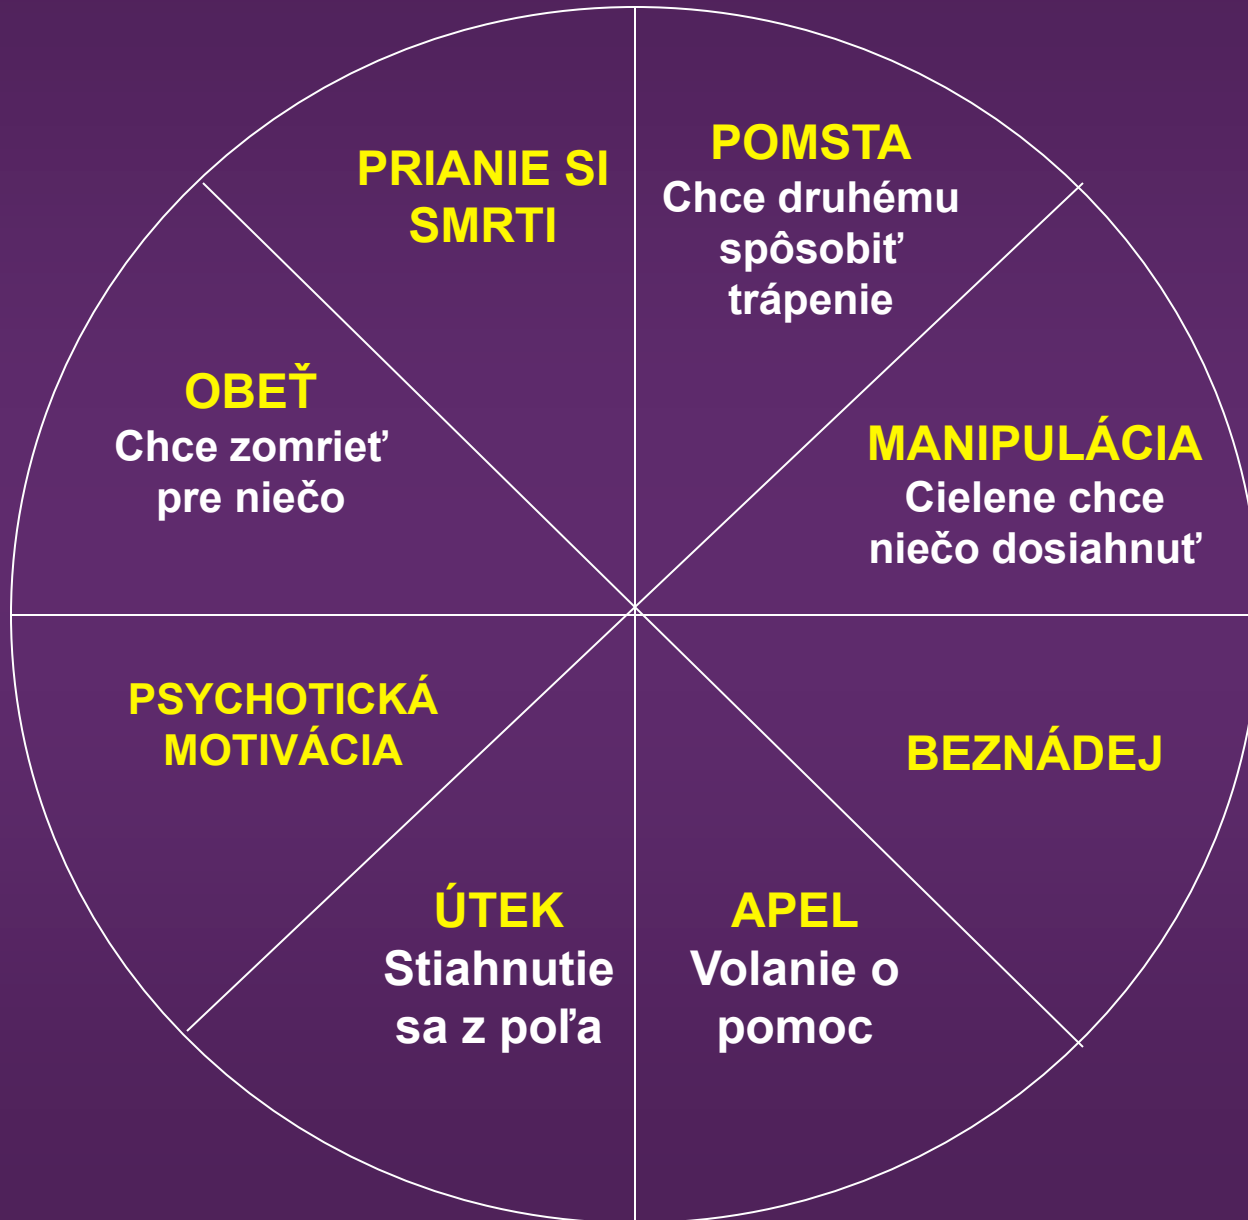 PRIANIE SI
SMRTI
POMSTA
Chce druhému
spôsobiť
trápenie
OBEŤ
Chce zomrieť
pre niečo
MANIPULÁCIA
Cielene chce
niečo dosiahnuť
PSYCHOTICKÁ
MOTIVÁCIA
BEZNÁDEJ
ÚTEK
Stiahnutie
sa z poľa
APEL
Volanie o
pomoc